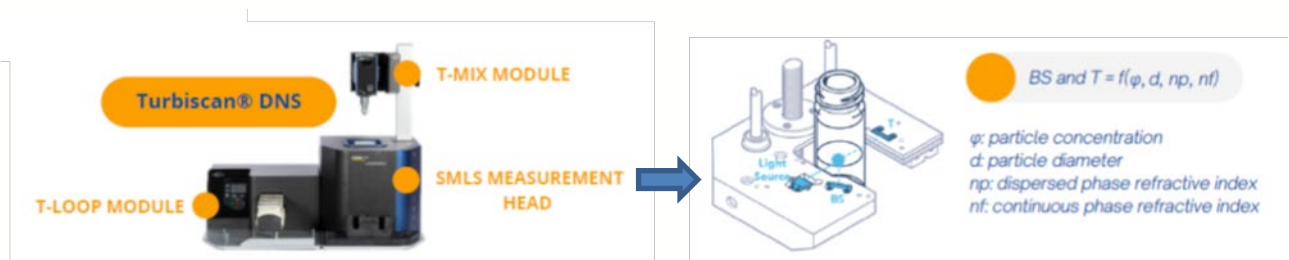 Turbiscan® DNS
T-MIX MODULE
SMLS MEASUREMENT
HEAD
T-LOOP MODULE
T
Light
Source
BS
BS and T = f(φ, d, np, nf)
φ: particle concentration
d: particle diameter
np: dispersed phase refractive index
nf: continuous phase refractive index